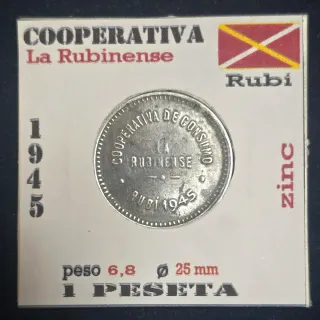 COOPERATIVA
La Rubinense
Rubí
1945
COOPERATIVA DE CONSUMO
LA
RUBINENSE
RUBÍ 1945
zinc
peso 6,8 ø 25 mm
1 PESETA